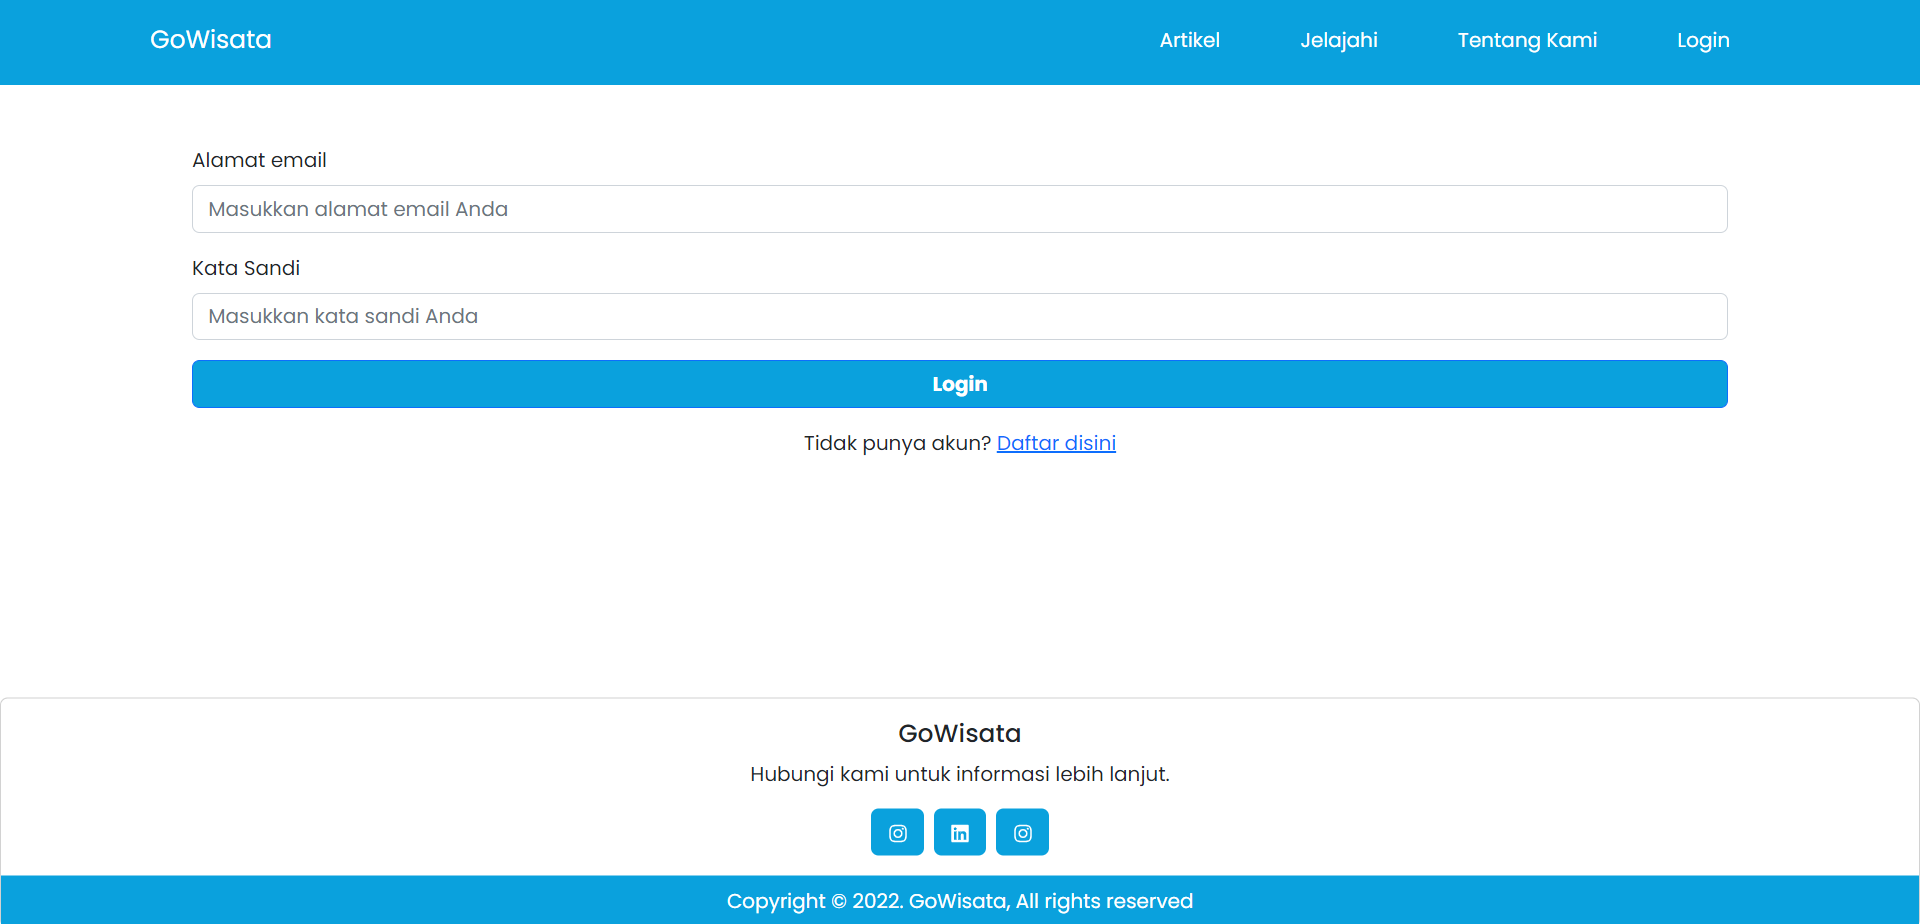 GoWisata
Artikel
Jelajahi
Tentang Kami
Login
Alamat email
Masukkan alamat email Anda
Kata Sandi
Masukkan kata sandi Anda
Login
Tidak punya akun? Daftar disini
GoWisata
Hubungi kami untuk informasi lebih lanjut.
Copyright © 2022. GoWisata, All rights reserved